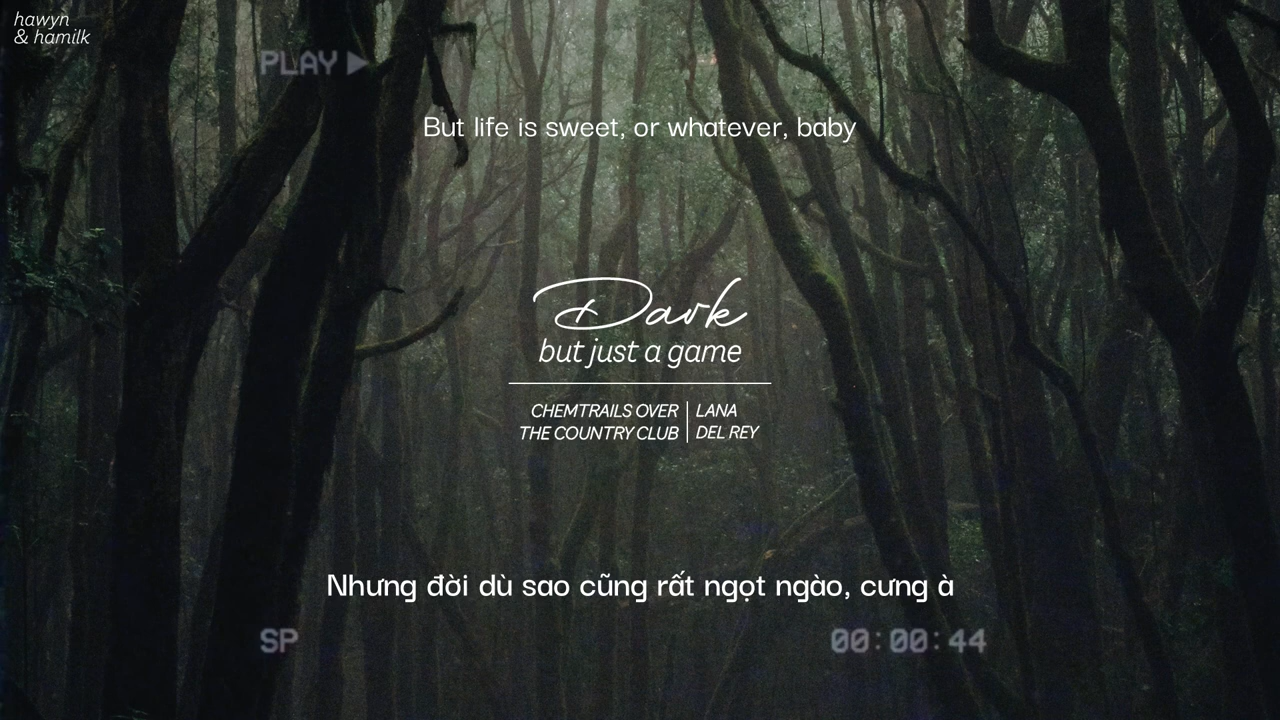 hawyn
& hamilk
PLAY
But life is sweet, or whatever, baby
Dark
but just a game
CHEMTRAILS OVER
THE COUNTRY CLUB
LANA
DEL REY
Nhưng đời dù sao cũng rất ngọt ngào, cưng à
SP
00:00:44